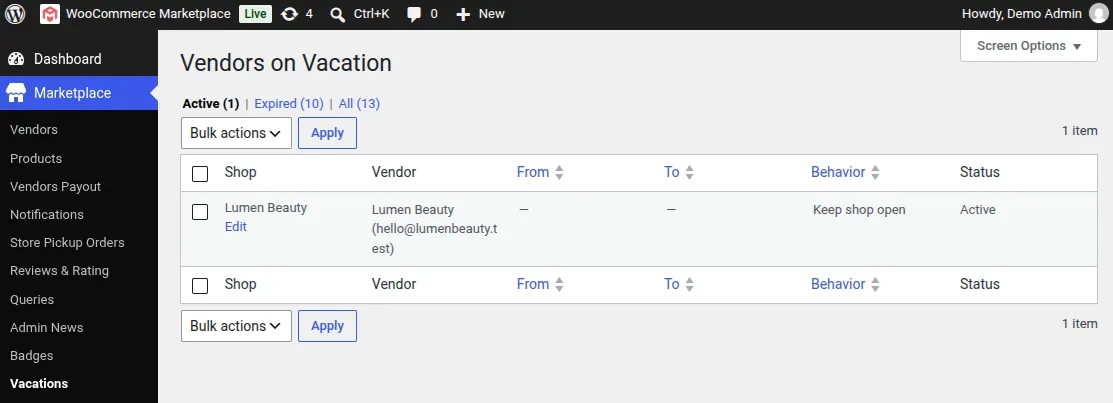 WooCommerce Marketplace Live 4 Ctrl+K 0 New Howdy, Demo Admin
Screen Options
Dashboard
Marketplace
Vendors
Products
Vendors Payout
Notifications
Store Pickup Orders
Reviews & Rating
Queries
Admin News
Badges
Vacations
Vendors on Vacation
Active (1) | Expired (10) | All (13)
Bulk actions Apply 1 item
Shop Vendor From To Behavior Status
Lumen Beauty Lumen Beauty — — Keep shop open Active
Edit (hello@lumenbeauty.t
est)
Shop Vendor From To Behavior Status
Bulk actions Apply 1 item